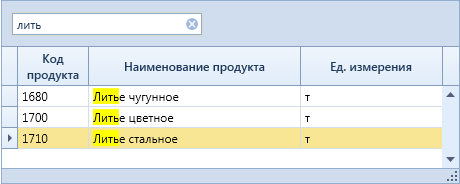 лить
Код продукта Наименование продукта Ед. измерения
1680 Литье чугунное т
1700 Литье цветное т
1710 Литье стальное т